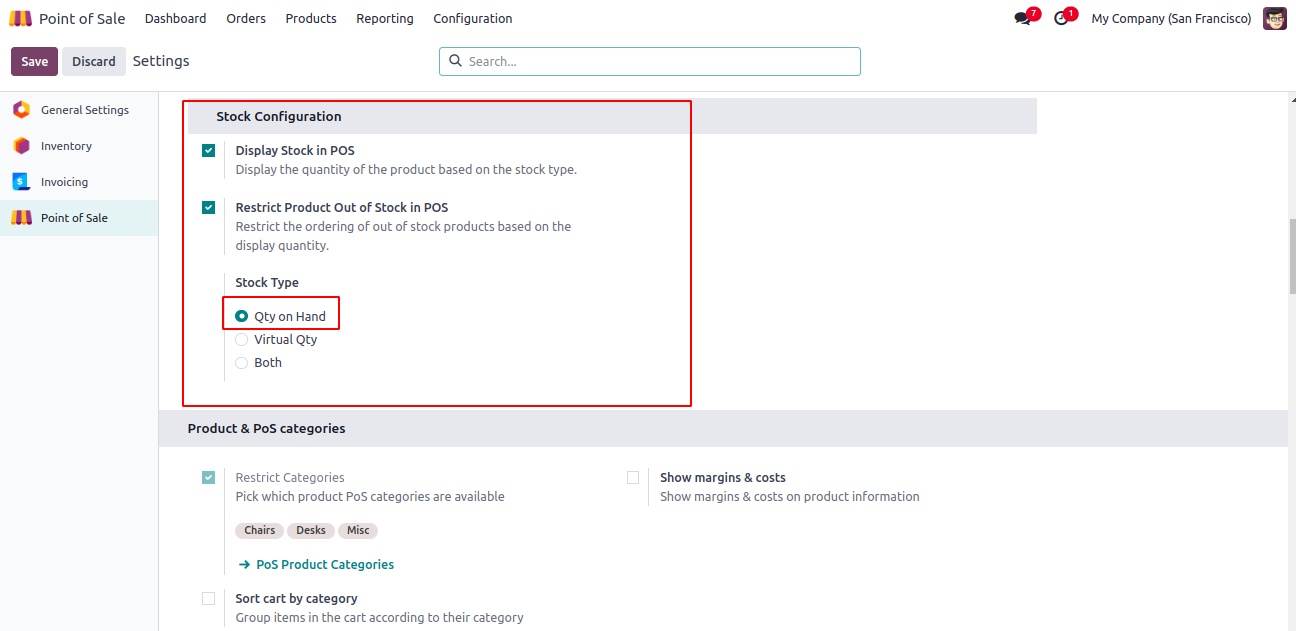 Point of Sale Dashboard Orders Products Reporting Configuration 7 1 My Company (San Francisco)
Save Discard Settings Search...
General Settings
Inventory
Invoicing
Point of Sale
Stock Configuration
Display Stock in POS
Display the quantity of the product based on the stock type.
Restrict Product Out of Stock in POS
Restrict the ordering of out of stock products based on the
display quantity.
Stock Type
Qty on Hand
Virtual Qty
Both
Product & PoS categories
Restrict Categories
Pick which product PoS categories are available
Chairs Desks Misc
PoS Product Categories
Show margins & costs
Show margins & costs on product information
Sort cart by category
Group items in the cart according to their category